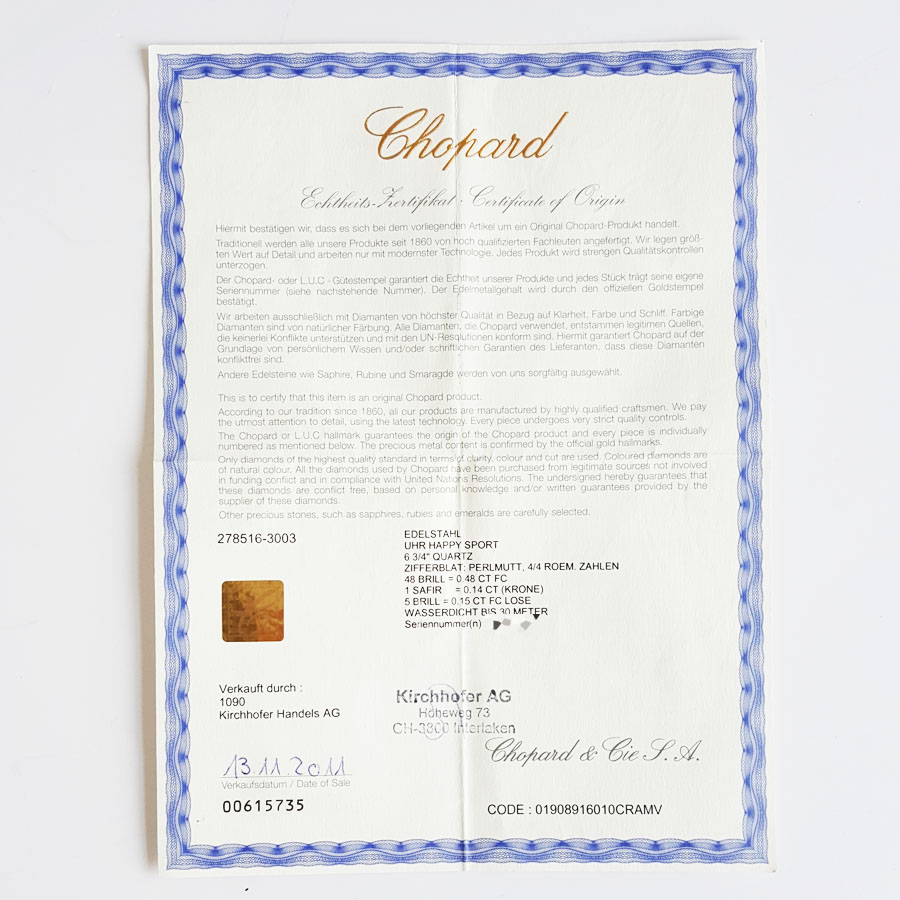 Chopard
Echtheits-Zertifikat · Certificate of Origin
Hiermit bestätigen wir, dass es sich bei dem vorliegenden Artikel um ein Original Chopard-Produkt handelt.
Traditionell werden alle unsere Produkte seit 1860 von hoch qualifizierten Fachleuten angefertigt. Wir legen größ-
ten Wert auf Detail und arbeiten nur mit modernster Technologie. Jedes Produkt wird strengen Qualitätskontrollen
unterzogen.
Der Chopard- oder L.U.C - Gütestempel garantiert die Echtheit unserer Produkte und jedes Stück trägt seine eigene
Seriennummer (siehe nachstehende Nummer). Der Edelmetallgehalt wird durch den offiziellen Goldstempel
bestätigt.
Wir arbeiten ausschließlich mit Diamanten von höchster Qualität in Bezug auf Klarheit, Farbe und Schliff. Farbige
Diamanten sind von natürlicher Färbung. Alle Diamanten, die Chopard verwendet, entstammen legitimen Quellen,
die keinerlei Konflikte unterstützen und mit den UN-Resolutionen konform sind. Hiermit garantiert Chopard auf der
Grundlage von persönlichem Wissen und/oder schriftlichen Garantien des Lieferanten, dass diese Diamanten
konfliktfrei sind.
Andere Edelsteine wie Saphire, Rubine und Smaragde werden von uns sorgfältig ausgewählt.
This is to certify that this item is an original Chopard product.
According to our tradition since 1860, all our products are manufactured by highly qualified craftsmen. We pay
the utmost attention to detail, using the latest technology. Every piece undergoes very strict quality controls.
The Chopard or L.U.C hallmark guarantees the origin of the Chopard product and every piece is individually
numbered as mentioned below. The precious metal content is confirmed by the official gold hallmarks.
Only diamonds of the highest quality standard in terms of clarity, colour and cut are used. Coloured diamonds are
of natural colour. All the diamonds used by Chopard have been purchased from legitimate sources not involved
in funding conflict and in compliance with United Nations Resolutions. The undersigned hereby guarantees that
these diamonds are conflict free, based on personal knowledge and/or written guarantees provided by the
supplier of these diamonds.
Other precious stones, such as sapphires, rubies and emeralds are carefully selected.
278516-3003
EDELSTAHL
UHR HAPPY SPORT
6 3/4" QUARTZ
ZIFFERBLAT: PERLMUTT, 4/4 ROEM. ZAHLEN
48 BRILL = 0.48 CT FC
1 SAFIR = 0.14 CT (KRONE)
5 BRILL = 0.15 CT FC LOSE
WASSERDICHT BIS 30 METER
Seriennummer(n)
Verkauft durch :
1090
Kirchhofer Handels AG
Kirchhofer AG
Höheweg 73
CH-3800 Interlaken
Chopard & Cie S.A.
13.11.2011
Verkaufsdatum / Date of Sale
00615735
CODE : 01908916010CRAMV